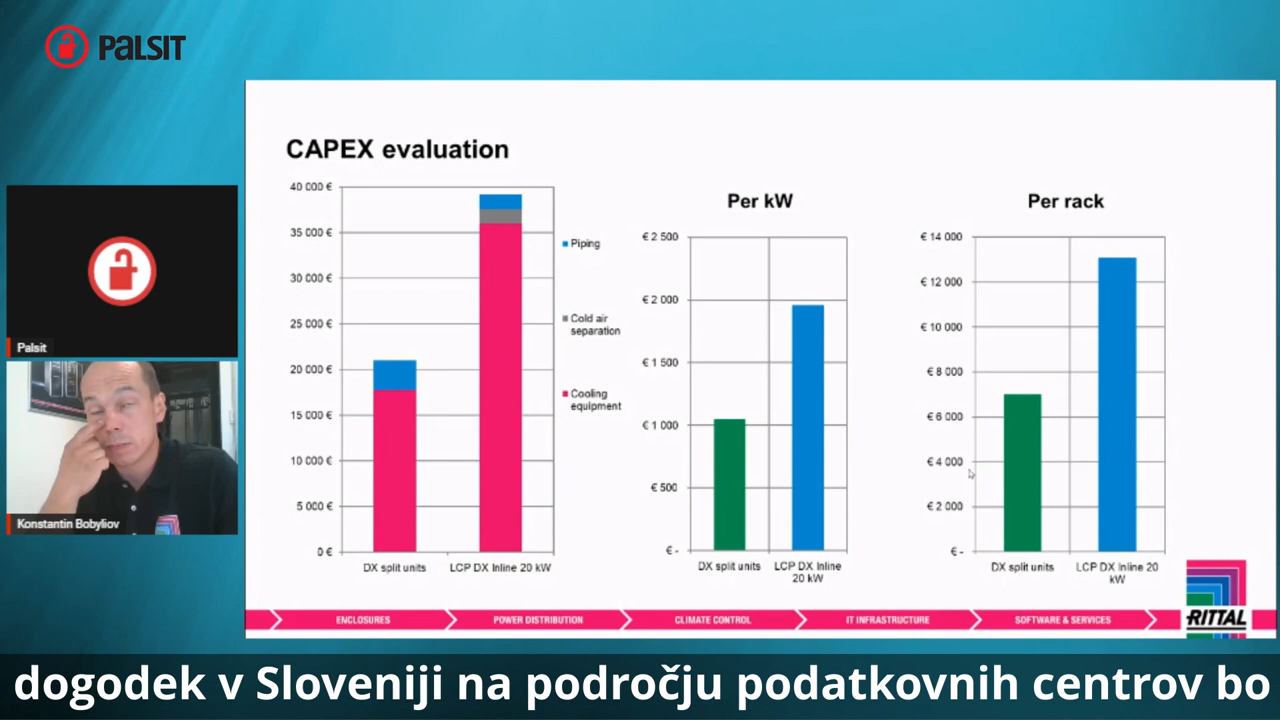 PALSIT
CAPEX evaluation
40 000 €
35 000 €
30 000 €
25 000 €
20 000 €
15 000 €
10 000 €
5 000 €
0 €
DX split units
LCP DX Inline 20 kW
Piping
Cold air
separation
Cooling
equipment
Per kW
€ 2 500
€ 2 000
€ 1 500
€ 1 000
€ 500
€ -
DX split units
LCP DX Inline
20 kW
Per rack
€ 14 000
€ 12 000
€ 10 000
€ 8 000
€ 6 000
€ 4 000
€ 2 000
€ -
DX split units
LCP DX Inline 20
kW
Palsit
Konstantin Bobyliov
ENCLOSURES
POWER DISTRIBUTION
CLIMATE CONTROL
IT INFRASTRUCTURE
SOFTWARE & SERVICES
RITTAL
dogodek v Sloveniji na področju podatkovnih centrov bo